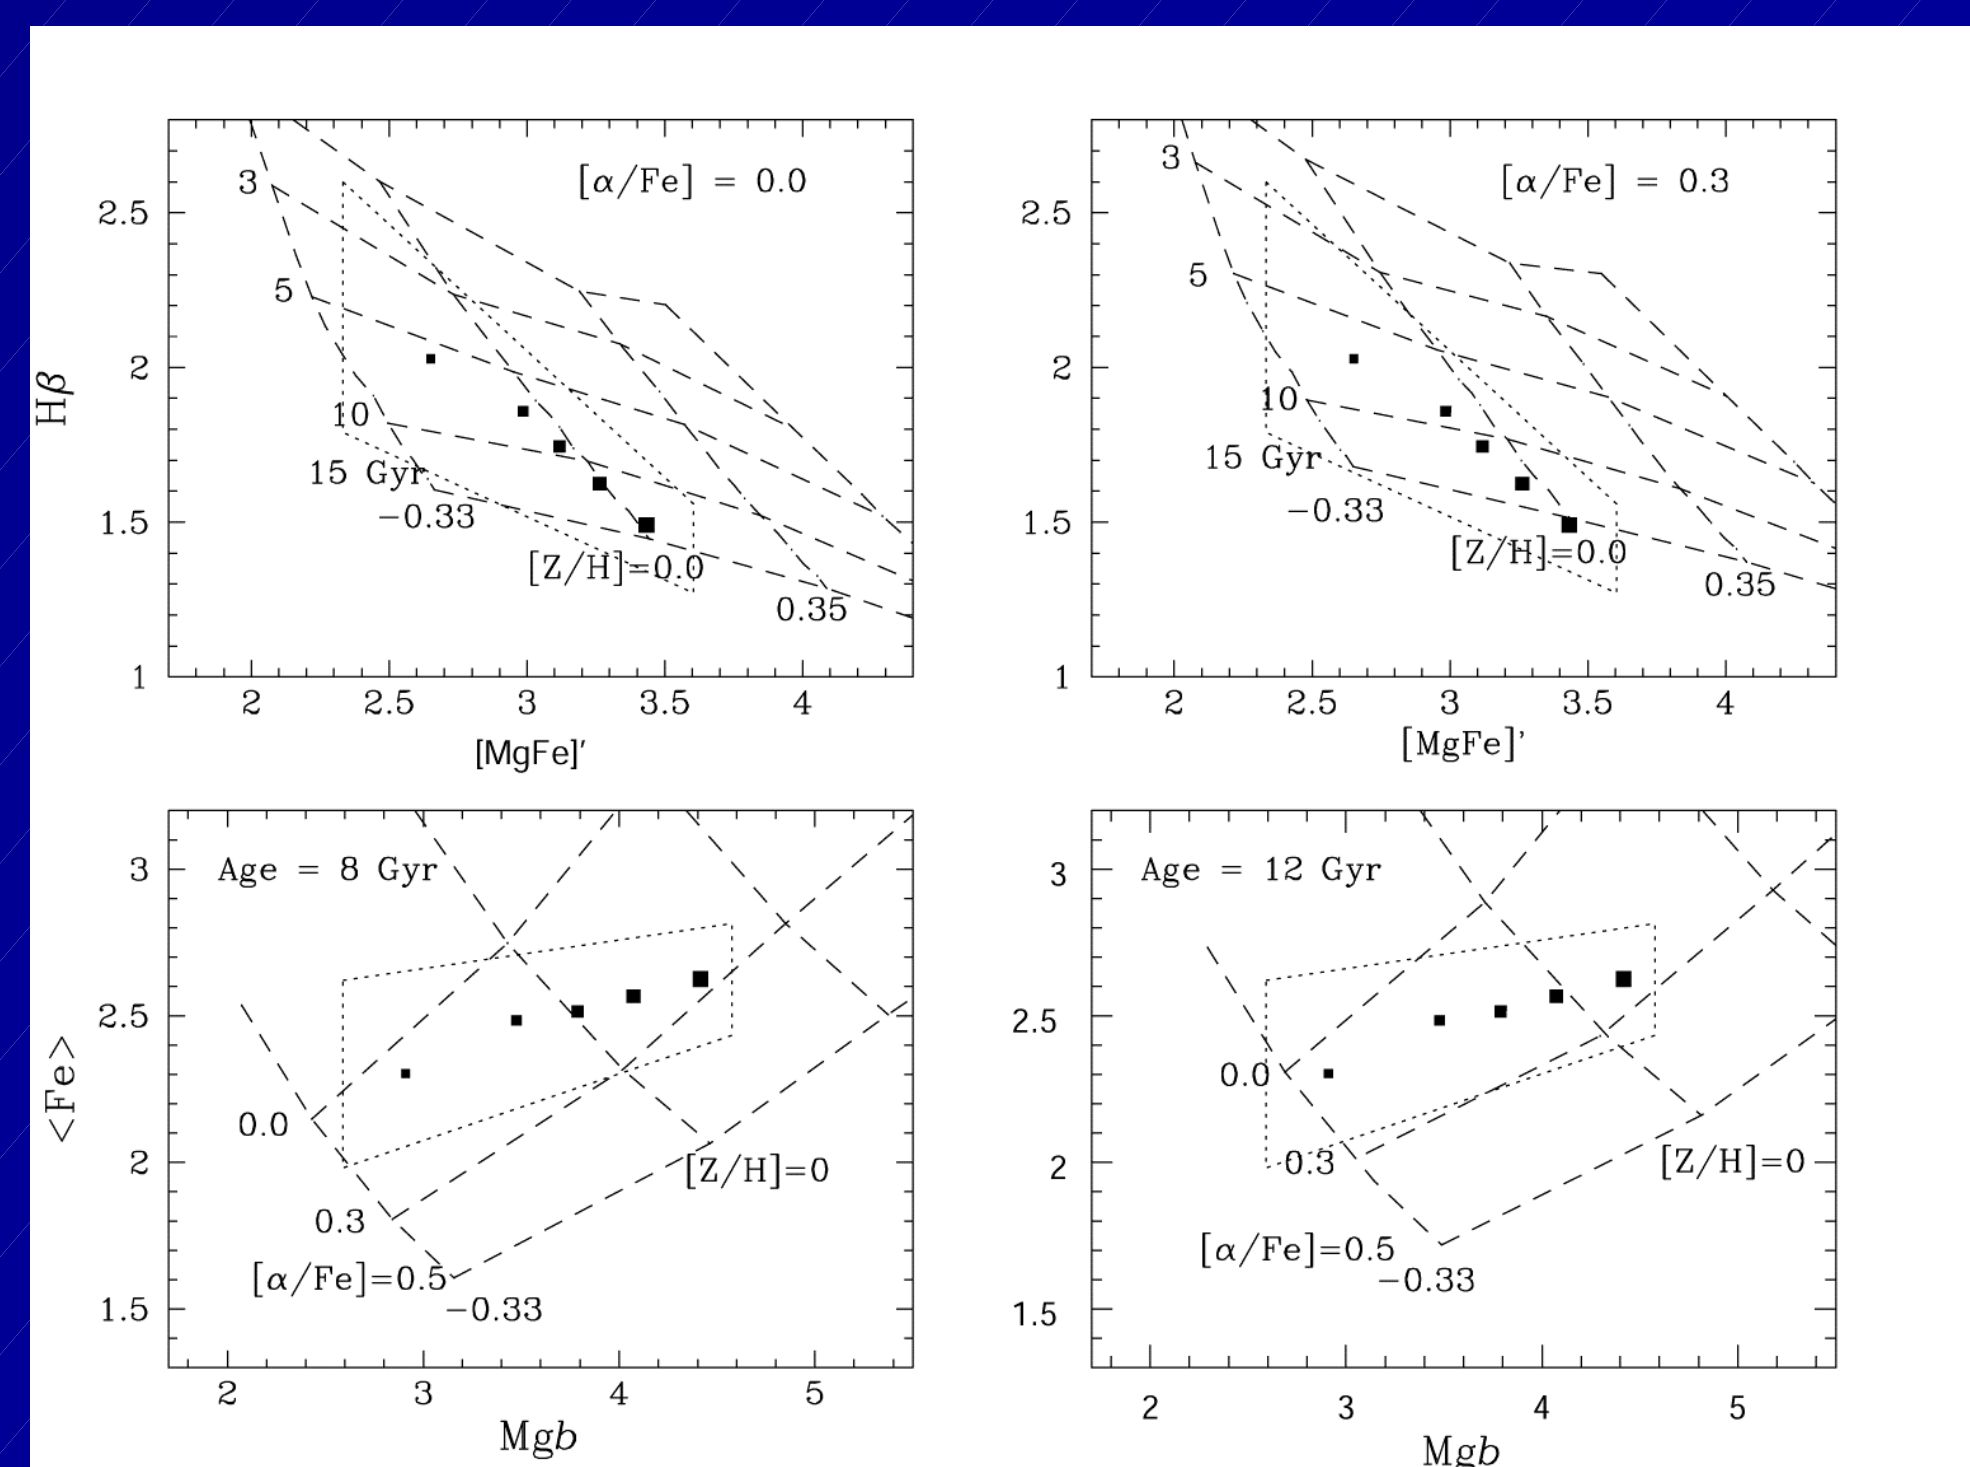 [α/Fe] = 0.0
3
2.5
5
Hβ
2
10
15 Gyr
−0.33
1.5
[Z/H]=0.0
0.35
1
2 2.5 3 3.5 4
[MgFe]′
[α/Fe] = 0.3
3
2.5
5
2
10
15 Gyr
−0.33
1.5
[Z/H]=0.0
0.35
1
2 2.5 3 3.5 4
[MgFe]’
Age = 8 Gyr
3
2.5
<Fe>
0.0
2
[Z/H]=0
0.3
[α/Fe]=0.5
−0.33
1.5
2 3 4 5
Mgb
Age = 12 Gyr
3
2.5
0.0
2
0.3
[Z/H]=0
[α/Fe]=0.5
−0.33
1.5
2 3 4 5
Mgb